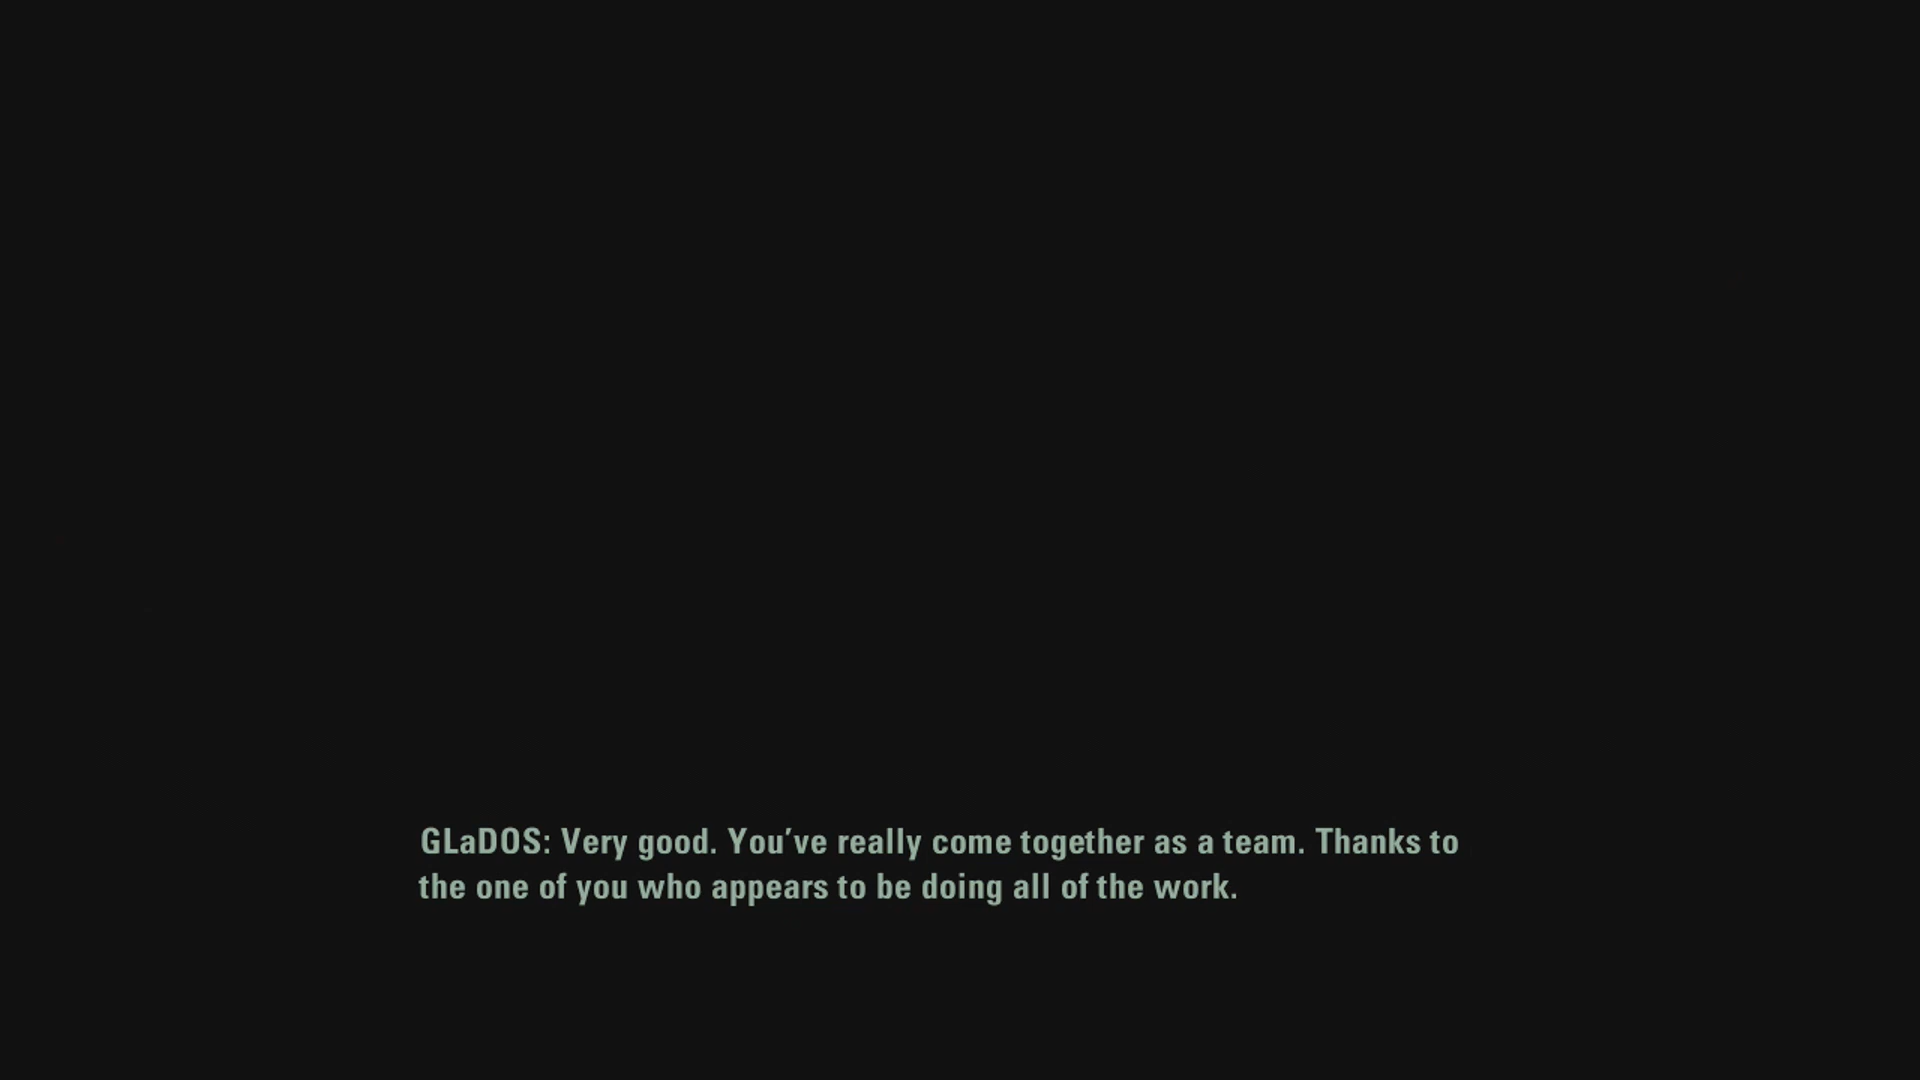 GLaDOS: Very good. You've really come together as a team. Thanks to
the one of you who appears to be doing all of the work.